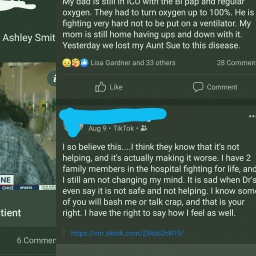 My dad is still in ICU with the Bi pap and regular
oxygen. They had to turn oxygen up to 100%. He is
fighting very hard not to be put on a ventilator. My
mom is still home having ups and down with it.
Yesterday we lost my Aunt Sue to this disease.
Ashley Smit
Lisa Gardner and 33 others
28 Commen
Like
Comment
Aug 9 • TikTok •
I so believe this....I think they know that it's not
helping, and it's actually making it worse. I have 2
family members in the hospital fighting for life, and
I still am not changing my mind. It is sad when Dr's
even say it is not safe and not helping. I know some
of you will bash me or talk crap, and that is your
right. I have the right to say how I feel as well.
tient
6 Commen